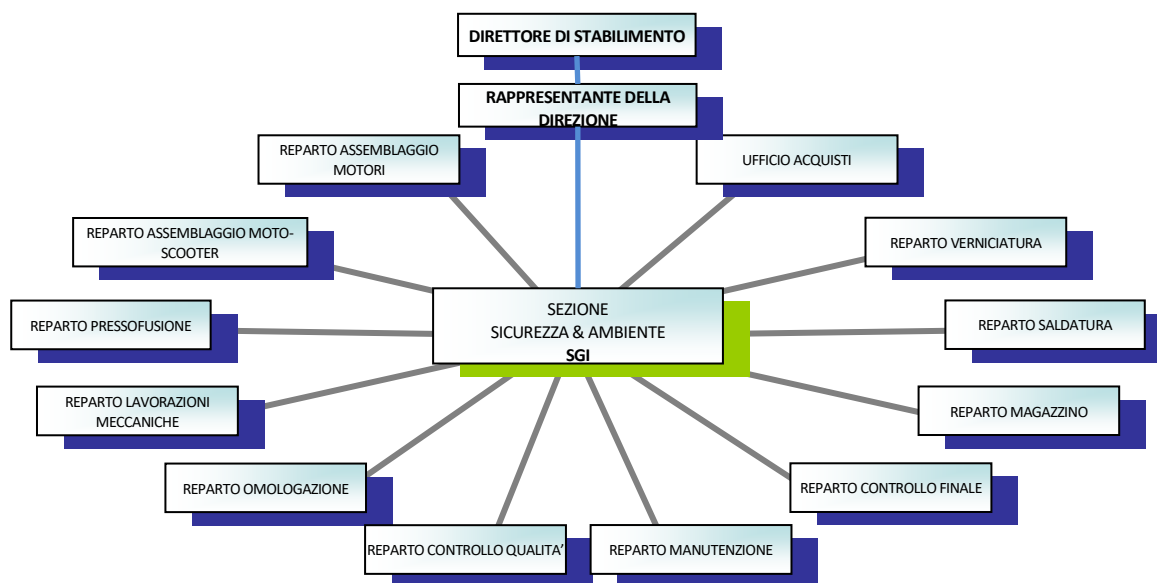 DIRETTORE DI STABILIMENTO
RAPPRESENTANTE DELLA
DIREZIONE
REPARTO ASSEMBLAGGIO
MOTORI
UFFICIO ACQUISTI
REPARTO ASSEMBLAGGIO MOTO-
SCOOTER
REPARTO VERNICIATURA
SEZIONE
SICUREZZA & AMBIENTE
SGI
REPARTO PRESSOFUSIONE
REPARTO SALDATURA
REPARTO LAVORAZIONI
MECCANICHE
REPARTO MAGAZZINO
REPARTO OMOLOGAZIONE
REPARTO CONTROLLO FINALE
REPARTO CONTROLLO QUALITA’
REPARTO MANUTENZIONE